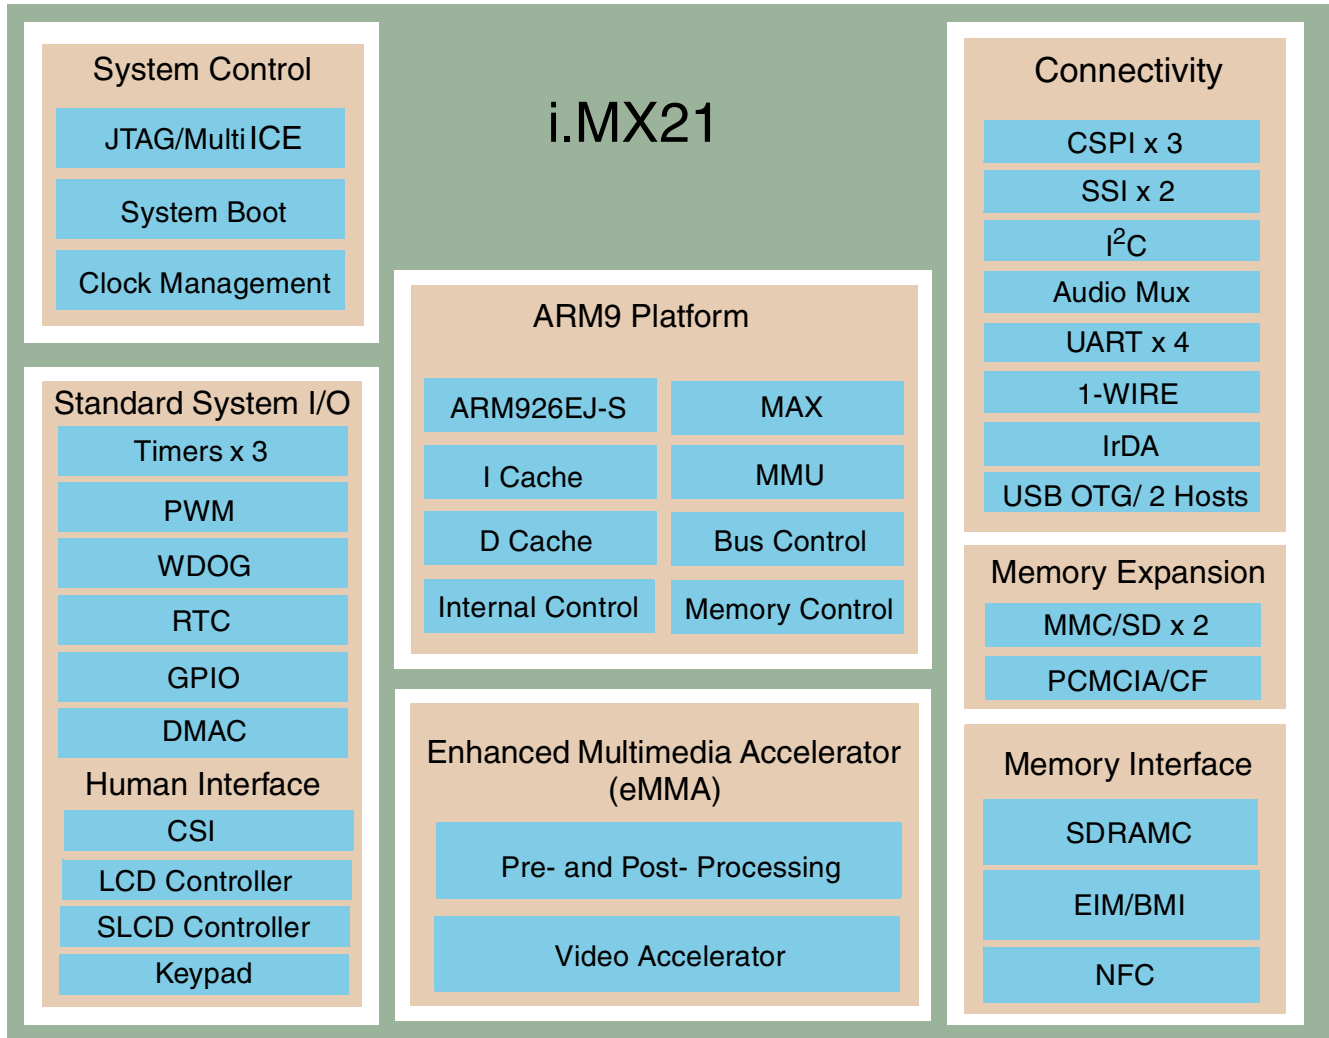 i.MX21
System Control
JTAG/Multi ICE
System Boot
Clock Management
Standard System I/O
Timers x 3
PWM
WDOG
RTC
GPIO
DMAC
Human Interface
CSI
LCD Controller
SLCD Controller
Keypad
ARM9 Platform
ARM926EJ-S
MAX
I Cache
MMU
D Cache
Bus Control
Internal Control
Memory Control
Enhanced Multimedia Accelerator
(eMMA)
Pre- and Post- Processing
Video Accelerator
Connectivity
CSPI x 3
SSI x 2
I²C
Audio Mux
UART x 4
1-WIRE
IrDA
USB OTG/ 2 Hosts
Memory Expansion
MMC/SD x 2
PCMCIA/CF
Memory Interface
SDRAMC
EIM/BMI
NFC